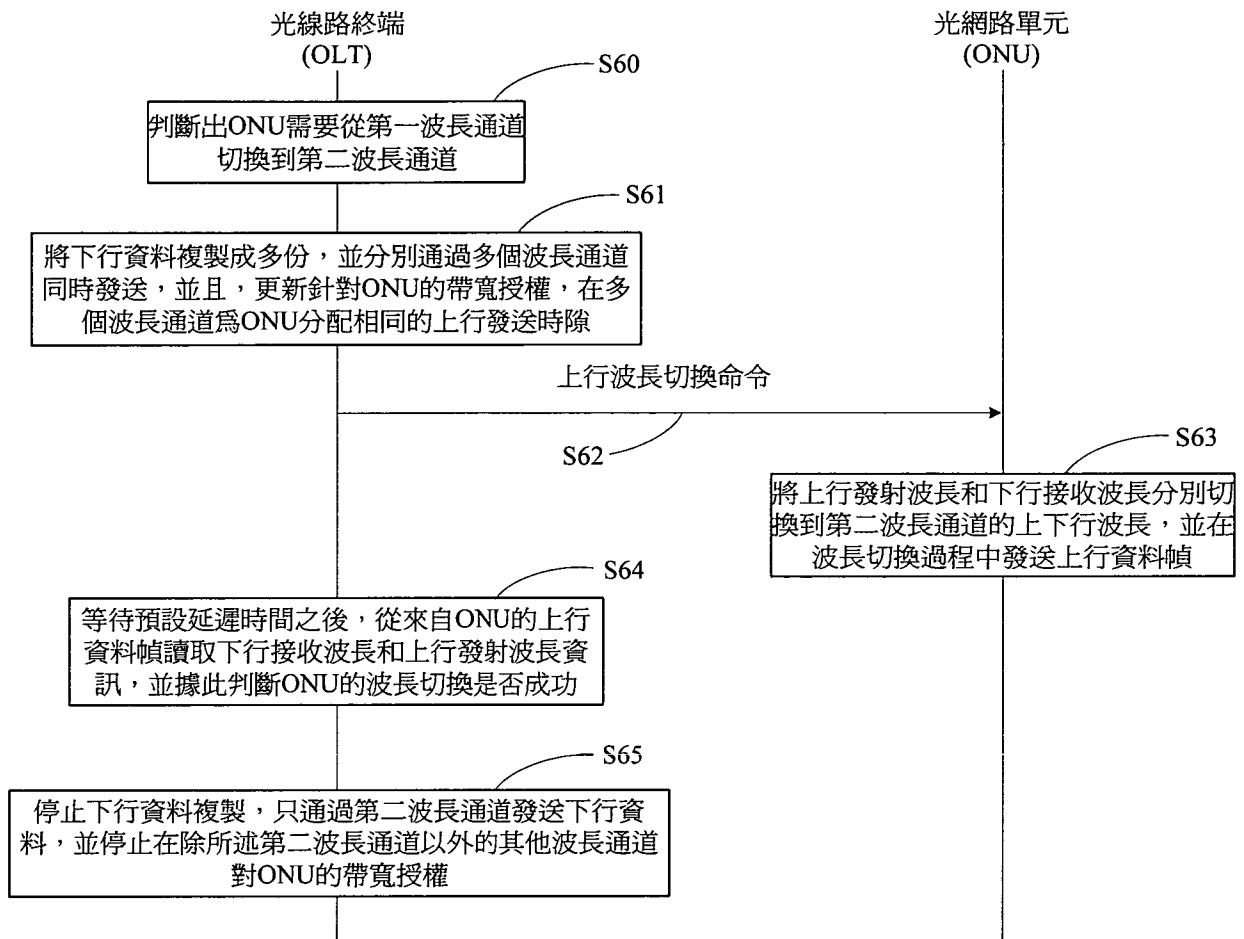 光線路終端
(OLT)
光網路單元
(ONU)
S60
判斷出ONU需要從第一波長通道
切換到第二波長通道
S61
將下行資料複製成多份,並分別通過多個波長通道
同時發送,並且,更新針對ONU的帶寬授權,在多
個波長通道爲ONU分配相同的上行發送時隙
上行波長切換命令
S62
S63
將上行發射波長和下行接收波長分別切
換到第二波長通道的上下行波長,並在
波長切換過程中發送上行資料幀
S64
等待預設延遲時間之後,從來自ONU的上行
資料幀讀取下行接收波長和上行發射波長資
訊,並據此判斷ONU的波長切換是否成功
S65
停止下行資料複製,只通過第二波長通道發送下行資
料,並停止在除所述第二波長通道以外的其他波長通道
對ONU的帶寬授權